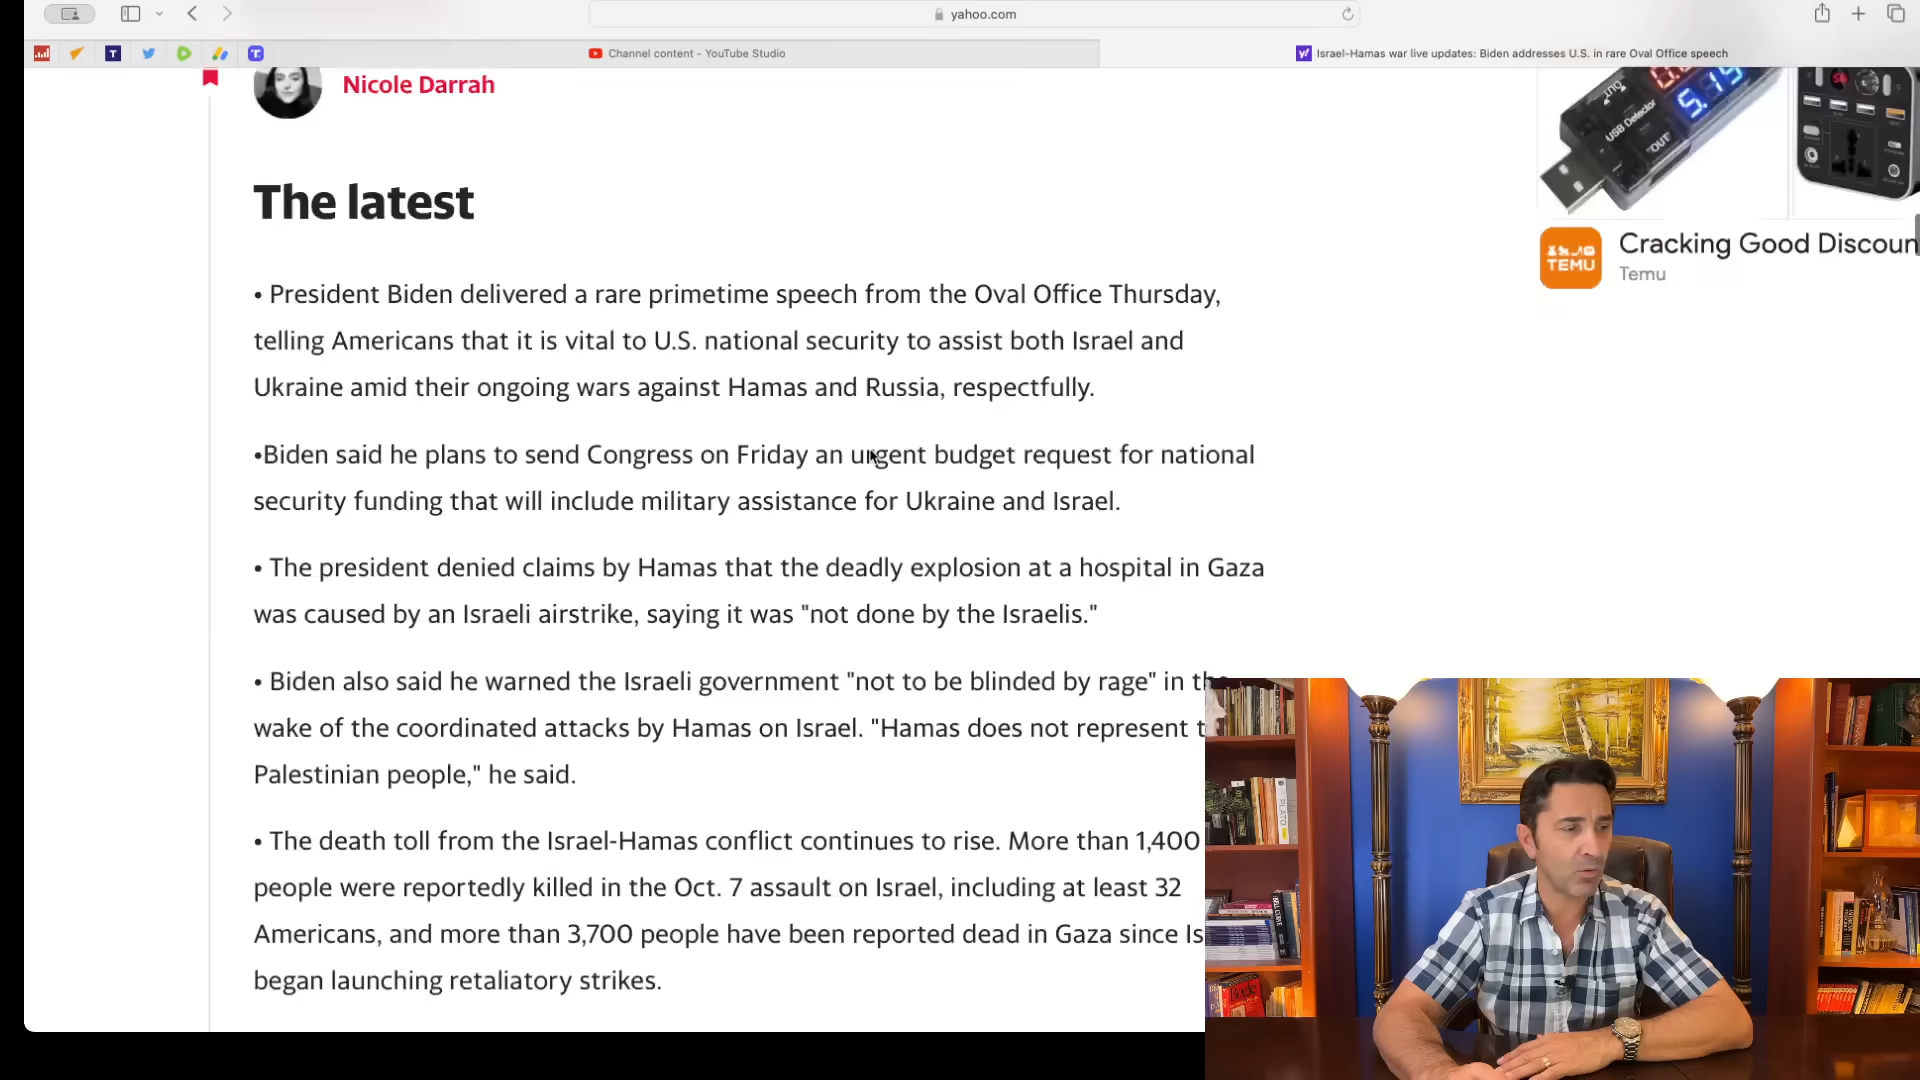 yahoo.com
Channel content - YouTube Studio
Israel-Hamas war live updates: Biden addresses U.S. in rare Oval Office speech
Nicole Darrah
The latest
• President Biden delivered a rare primetime speech from the Oval Office Thursday,
telling Americans that it is vital to U.S. national security to assist both Israel and
Ukraine amid their ongoing wars against Hamas and Russia, respectfully.
•Biden said he plans to send Congress on Friday an urgent budget request for national
security funding that will include military assistance for Ukraine and Israel.
• The president denied claims by Hamas that the deadly explosion at a hospital in Gaza
was caused by an Israeli airstrike, saying it was "not done by the Israelis."
• Biden also said he warned the Israeli government "not to be blinded by rage" in the
wake of the coordinated attacks by Hamas on Israel. "Hamas does not represent t
Palestinian people," he said.
• The death toll from the Israel-Hamas conflict continues to rise. More than 1,400
people were reportedly killed in the Oct. 7 assault on Israel, including at least 32
Americans, and more than 3,700 people have been reported dead in Gaza since Is
began launching retaliatory strikes.
USB Detector
OUT
"OUT"
5.15
TEMU
Cracking Good Discoun
Temu
PLATO
Bogle